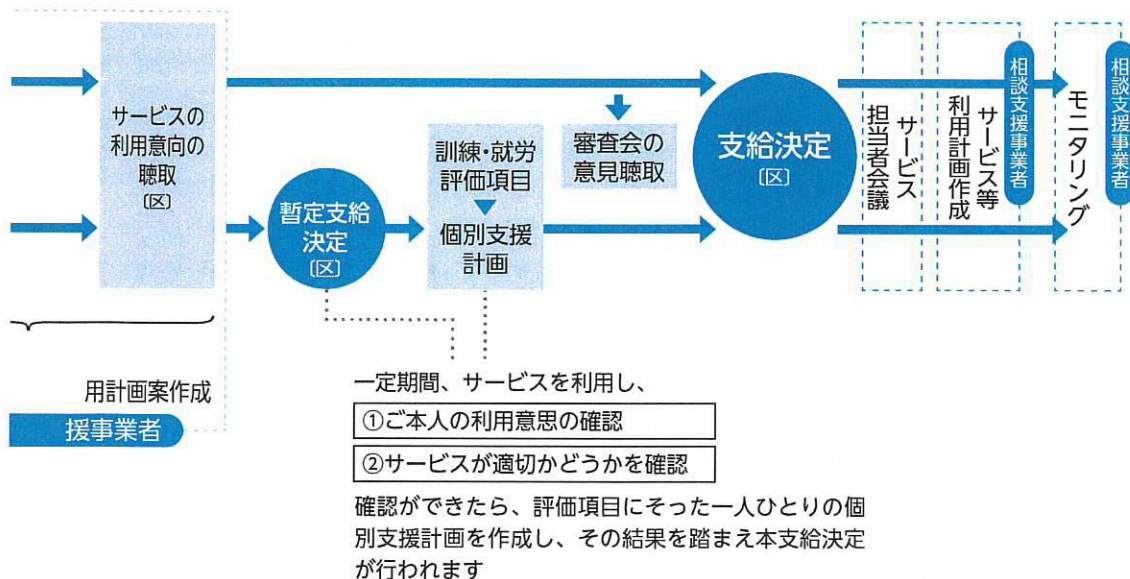 サービスの
利用意向の
聴取
〔区〕
暫定支給
決定
〔区〕
訓練・就労
評価項目
個別支援
計画
審査会の
意見聴取
支給決定
〔区〕
サービス
担当者会議
サービス等
利用計画作成
相談支援事業者
モニタリング
相談支援事業者
用計画案作成
援事業者
一定期間、サービスを利用し、
①ご本人の利用意思の確認
②サービスが適切かどうかを確認
確認ができたら、評価項目にそった一人ひとりの個
別支援計画を作成し、その結果を踏まえ本支給決定
が行われます